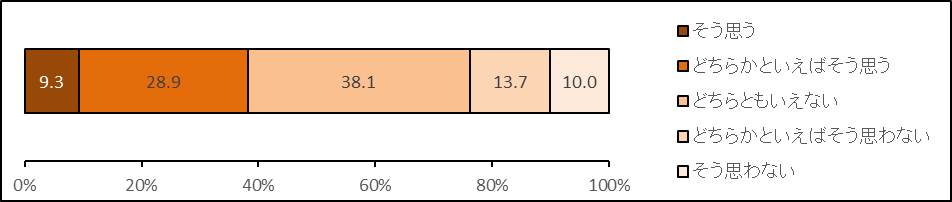 9.3 28.9 38.1 13.7 10.0
0% 20% 40% 60% 80% 100%
そう思う
どちらかといえばそう思う
どちらともいえない
どちらかといえばそう思わない
そう思わない